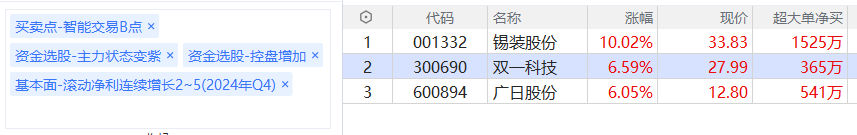 买卖点-智能交易B点 ×
资金选股-主力状态变紫 × 资金选股-控盘增加 ×
基本面-滚动净利连续增长2~5(2024年Q4) ×
代码 名称 涨幅 现价 超大单净买
1 001332 锡装股份 10.02% 33.83 1525万
2 300690 双一科技 6.59% 27.99 365万
3 600894 广日股份 6.05% 12.80 541万